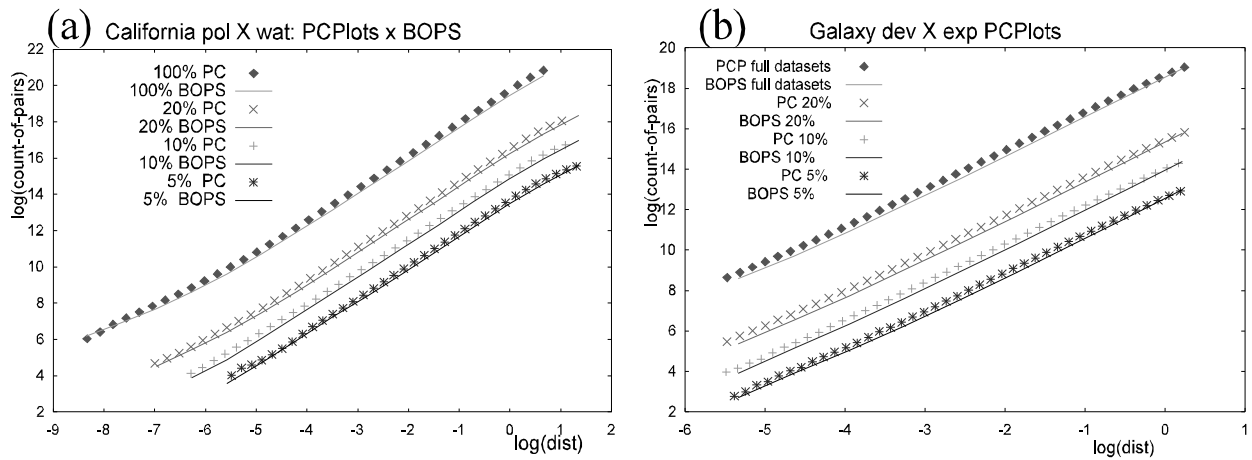 (a) California pol X wat: PCPlots x BOPS
log(count-of-pairs)
22
20
18
16
14
12
10
8
6
4
2
100% PC
100% BOPS
20% PC
20% BOPS
10% PC
10% BOPS
5% PC
5% BOPS
-9 -8 -7 -6 -5 -4 -3 -2 -1 0 1 2
log(dist)
(b) Galaxy dev X exp PCPlots
log(count-of-pairs)
20
18
16
14
12
10
8
6
4
2
PCP full datasets
BOPS full datasets
PC 20%
BOPS 20%
PC 10%
BOPS 10%
PC 5%
BOPS 5%
-6 -5 -4 -3 -2 -1 0 1
log(dist)